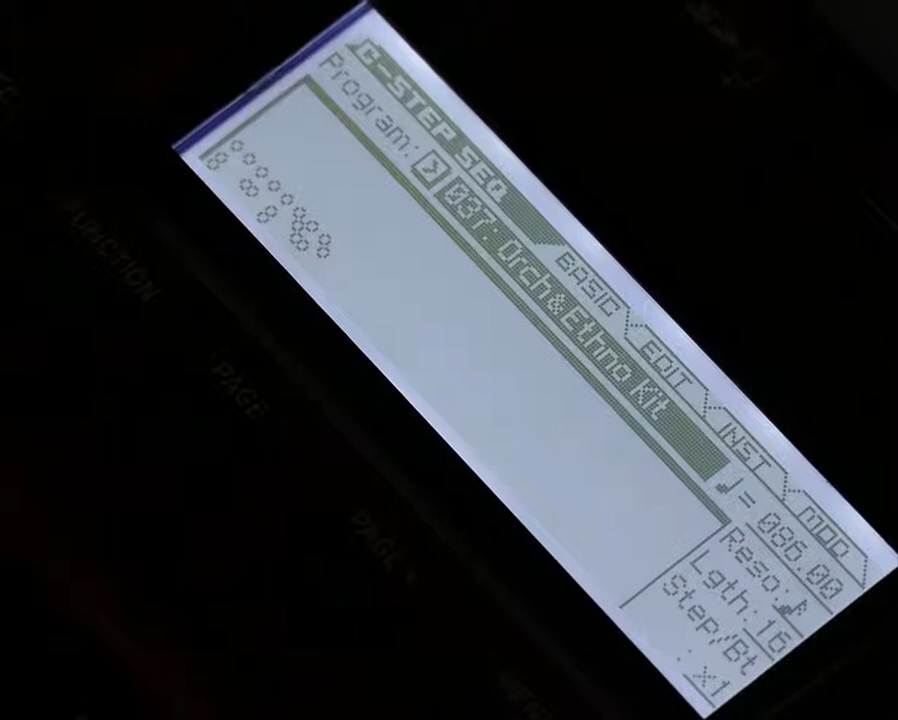 C-STEP SEQ BASIC EDIT INST MOD
Program: 037: Orch&Ethno Kit ♩= 086.00
Reso:♪
Lgth: 16
Step/Bt
: x1
UNCTION
PAGE -
PAGE